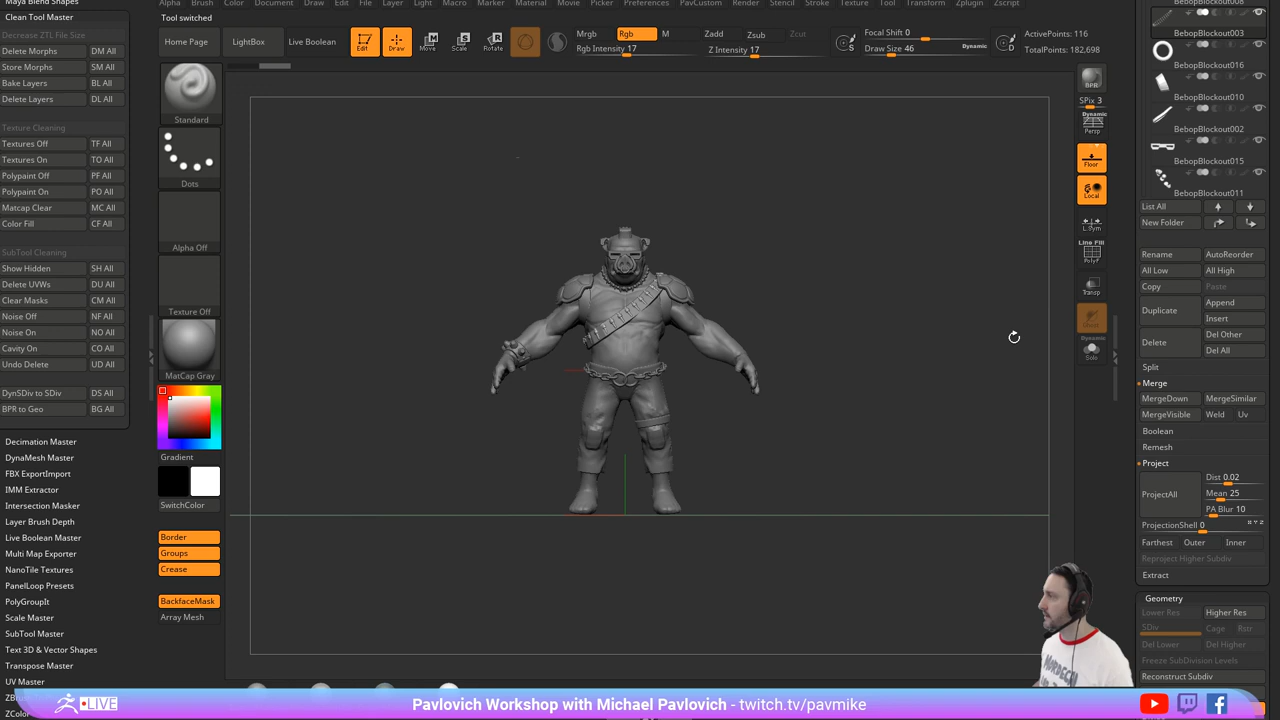 Maya Blend Shapes
Alpha Brush Color Document Draw Edit File Layer Light Macro Marker Material Movie Picker Preferences PavCustom Render Stencil Stroke Texture Tool Transform Zplugin Zscript
Clean Tool Master
Decrease ZTL File Size
Delete Morphs DM All
Store Morphs SM All
Bake Layers BL All
Delete Layers DL All
Texture Cleaning
Textures Off TF All
Textures On TO All
Polypaint Off PF All
Polypaint On PO All
Matcap Clear MC All
Color Fill CF All
SubTool Cleaning
Show Hidden SH All
Delete UVWs DU All
Clear Masks CM All
Noise Off NF All
Noise On NO All
Cavity On CO All
Undo Delete UD All
DynSDiv to SDiv DS All
BPR to Geo BG All
Decimation Master
DynaMesh Master
FBX ExportImport
IMM Extractor
Intersection Masker
Layer Brush Depth
Live Boolean Master
Multi Map Exporter
NanoTile Textures
PanelLoop Presets
PolyGroupIt
Scale Master
SubTool Master
Text 3D & Vector Shapes
Transpose Master
UV Master
ZColor
Tool switched
Home Page LightBox Live Boolean
Edit Draw Move Scale Rotate
Mrgb Rgb M
Rgb Intensity 17
Zadd Zsub Zcut
Z Intensity 17
S
Focal Shift 0
Draw Size 46 Dynamic
D
ActivePoints: 116
TotalPoints: 182,698
Standard
Dots
Alpha Off
Texture Off
MatCap Gray
Gradient
SwitchColor
Border
Groups
Crease
BackfaceMask
Array Mesh
BPR
SPix 3
Dynamic
Persp
Floor
Local
L.Sym
Line Fill
PolyF
Transp
Ghost
Dynamic
Solo
BebopBlockout003
BebopBlockout016
BebopBlockout010
BebopBlockout002
BebopBlockout015
BebopBlockout011
List All
New Folder
Rename AutoReorder
All Low All High
Copy Paste
Duplicate Append
Insert
Delete Del Other
Del All
Split
Merge
MergeDown MergeSimilar
MergeVisible Weld Uv
Boolean
Remesh
Project
ProjectAll Dist 0.02
Mean 25
PA Blur 10
ProjectionShell 0
Farthest Outer Inner
Reproject Higher Subdiv
Extract
Geometry
Lower Res Higher Res
SDiv Cage Rstr
Del Lower Del Higher
Freeze SubDivision Levels
Reconstruct Subdiv
LIVE
Pavlovich Workshop with Michael Pavlovich - twitch.tv/pavmike